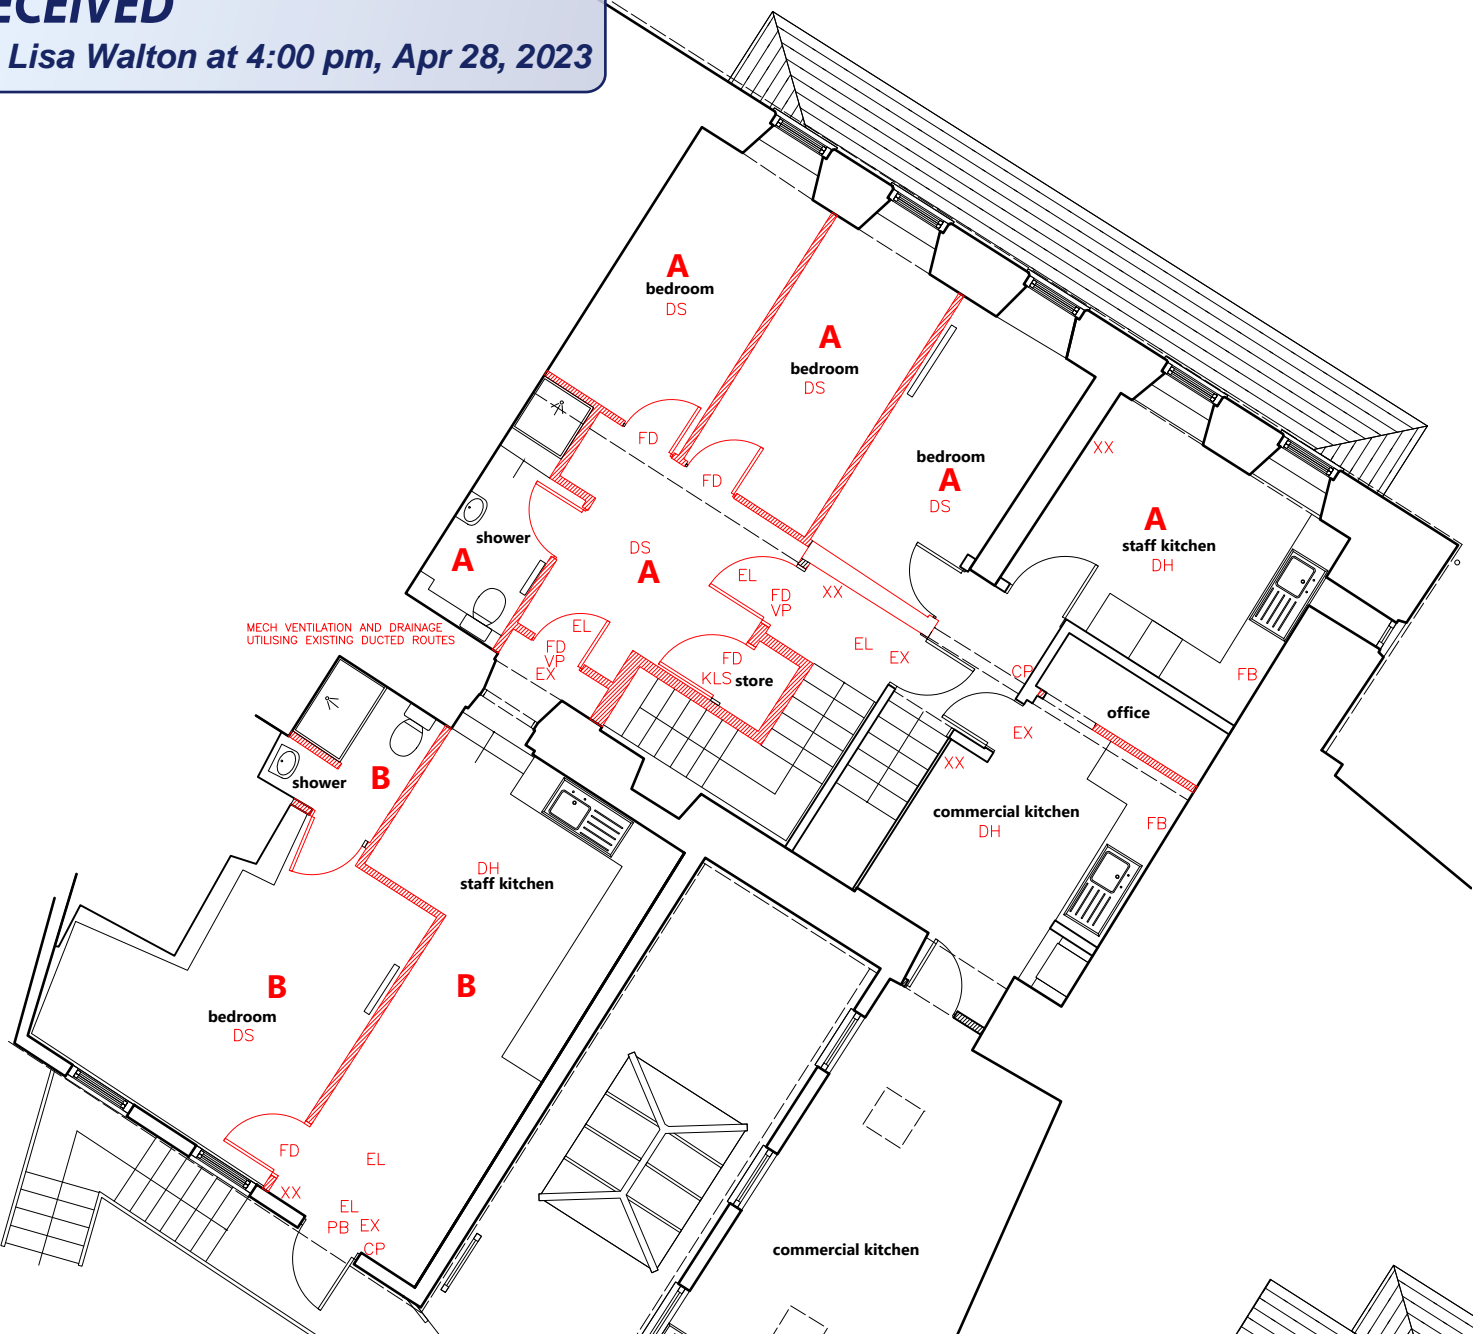 RECEIVED
Lisa Walton at 4:00 pm, Apr 28, 2023
A
bedroom
DS
A
bedroom
DS
bedroom
A
DS
XX
A
staff kitchen
DH
FD
FD
shower
A
DS
A
EL
FD
VP
XX
MECH VENTILATION AND DRAINAGE
UTILISING EXISTING DUCTED ROUTES
EL
FD
VP
EX
FD
KLS store
EL
EX
CP
FB
office
EX
XX
shower
B
commercial kitchen
DH
FB
DH
staff kitchen
B
B
bedroom
DS
FD
EL
XX
EL
PB EX
CP
commercial kitchen